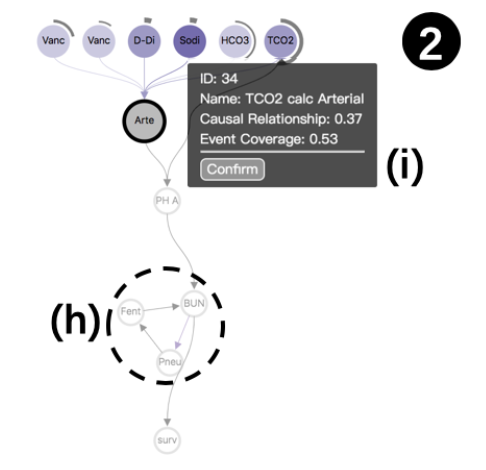 Vanc Vanc D-Di Sodi HCO3 TCO2 2
ID: 34
Name: TCO2 calc Arterial
Causal Relationship: 0.37
Event Coverage: 0.53
Confirm
(i)
Arte
PH A
(h)
Fent BUN
Pneu
surv